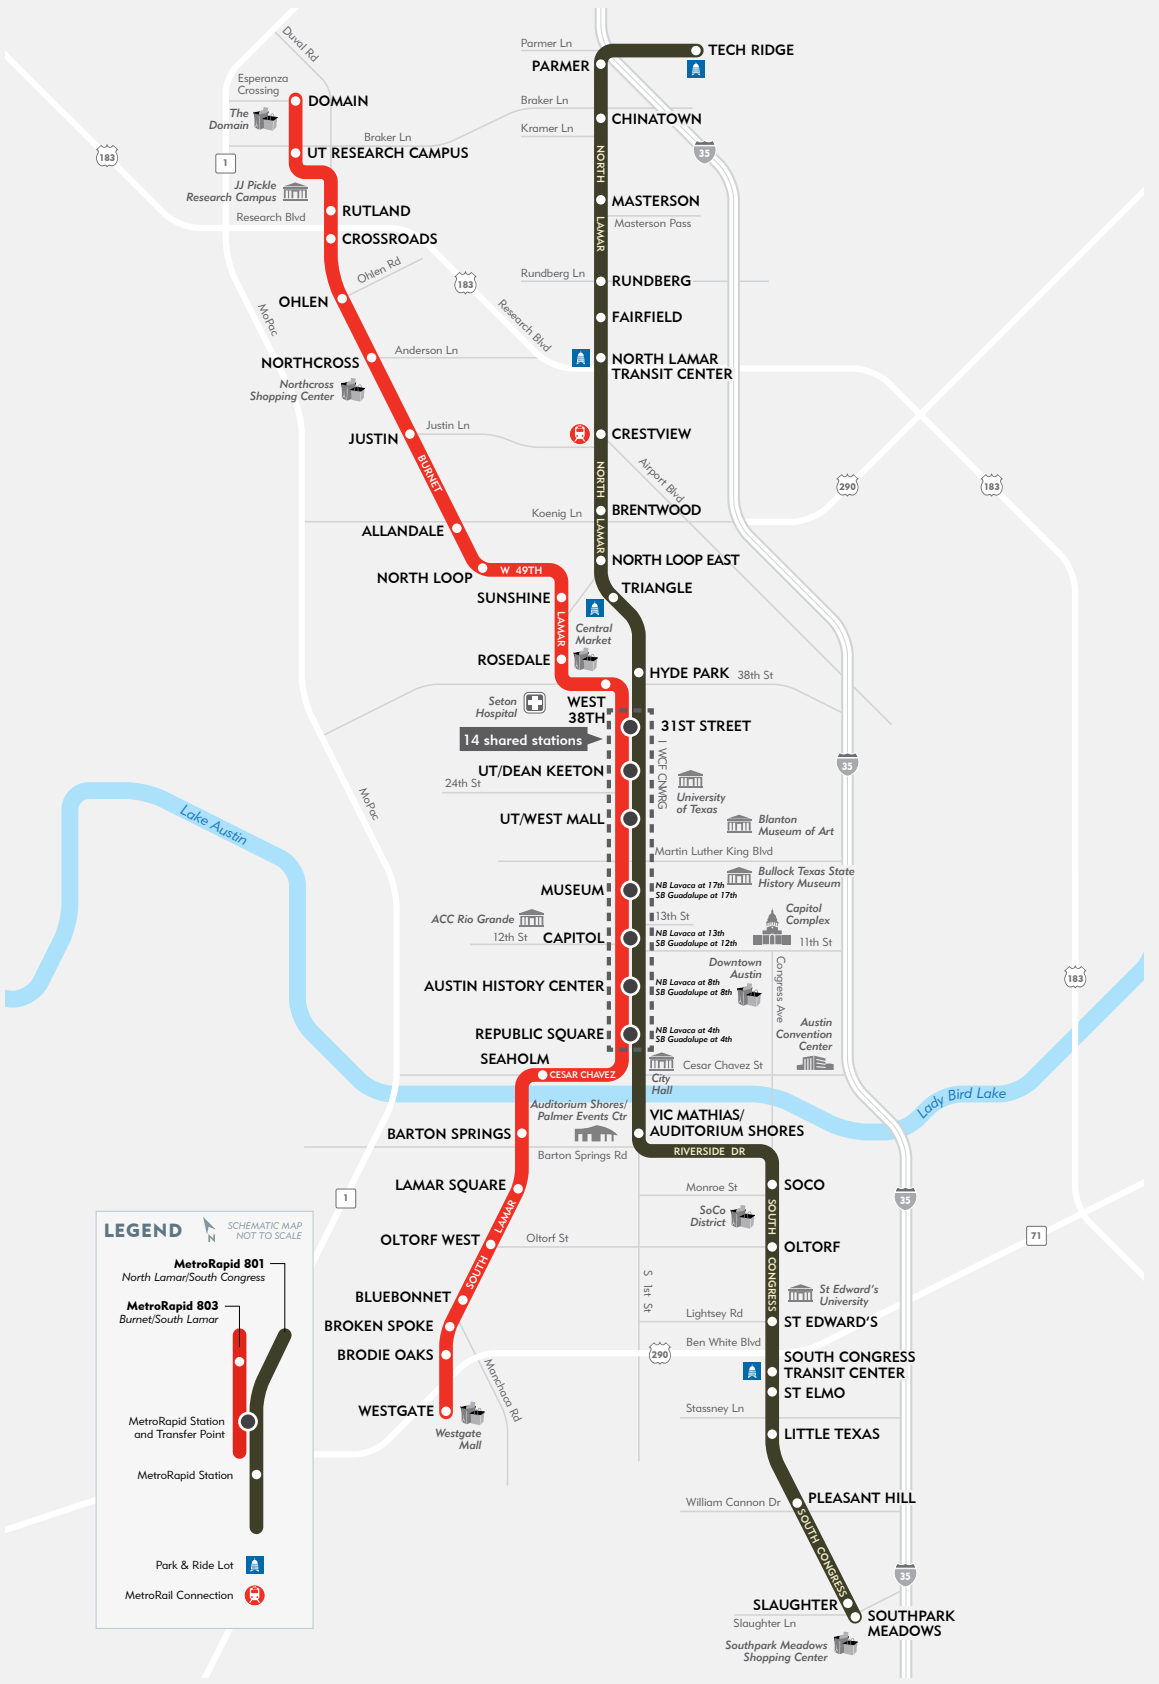 Duval Rd
Parmer Ln
TECH RIDGE
PARMER
Esperanza
Crossing
DOMAIN
Braker Ln
The
Domain
CHINATOWN
Kramer Ln
Braker Ln
183
1
UT RESEARCH CAMPUS
35
NORTH
JJ Pickle
Research Campus
MASTERSON
Research Blvd
RUTLAND
Masterson Pass
LAMAR
CROSSROADS
Ohlen Rd
Rundberg Ln
RUNDBERG
183
OHLEN
MoPac
Research Blvd
FAIRFIELD
Anderson Ln
NORTHCROSS
NORTH LAMAR
TRANSIT CENTER
Northcross
Shopping Center
Justin Ln
JUSTIN
CRESTVIEW
BURNET
NORTH
Airport Blvd
290
183
Koenig Ln
BRENTWOOD
ALLANDALE
LAMAR
NORTH LOOP EAST
NORTH LOOP
W 49TH
TRIANGLE
SUNSHINE
LAMAR
Central
Market
ROSEDALE
HYDE PARK
38th St
Seton
Hospital
WEST
38TH
31ST STREET
14 shared stations
35
UT/DEAN KEETON
I WCF CNWRG
24th St
University
of Texas
MoPac
Lake Austin
UT/WEST MALL
Blanton
Museum of Art
Martin Luther King Blvd
Bullock Texas State
History Museum
MUSEUM
NB Lavaca at 17th
SB Guadalupe at 17th
ACC Rio Grande
13th St
Capitol
Complex
12th St
CAPITOL
NB Lavaca at 13th
SB Guadalupe at 12th
11th St
Downtown
Austin
Congress Ave
183
AUSTIN HISTORY CENTER
NB Lavaca at 8th
SB Guadalupe at 8th
Austin
Convention
Center
REPUBLIC SQUARE
NB Lavaca at 4th
SB Guadalupe at 4th
SEAHOLM
CESAR CHAVEZ
Cesar Chavez St
City
Hall
Lady Bird Lake
Auditorium Shores/
Palmer Events Ctr
VIC MATHIAS/
AUDITORIUM SHORES
BARTON SPRINGS
Barton Springs Rd
RIVERSIDE DR
LAMAR SQUARE
Monroe St
SOCO
1
35
LAMAR
SoCo
District
SOUTH
OLTORF WEST
Oltorf St
OLTORF
71
SOUTH
S 1st St
CONGRESS
St Edward's
University
BLUEBONNET
Lightsey Rd
BROKEN SPOKE
ST EDWARD'S
Ben White Blvd
BRODIE OAKS
290
SOUTH CONGRESS
TRANSIT CENTER
Manchaca Rd
ST ELMO
WESTGATE
Stassney Ln
Westgate
Mall
LITTLE TEXAS
William Cannon Dr
PLEASANT HILL
SOUTH CONGRESS
35
SLAUGHTER
Slaughter Ln
SOUTHPARK
MEADOWS
Southpark Meadows
Shopping Center
LEGEND
N
SCHEMATIC MAP
NOT TO SCALE
MetroRapid 801
North Lamar/South Congress
MetroRapid 803
Burnet/South Lamar
MetroRapid Station
and Transfer Point
MetroRapid Station
Park & Ride Lot
MetroRail Connection